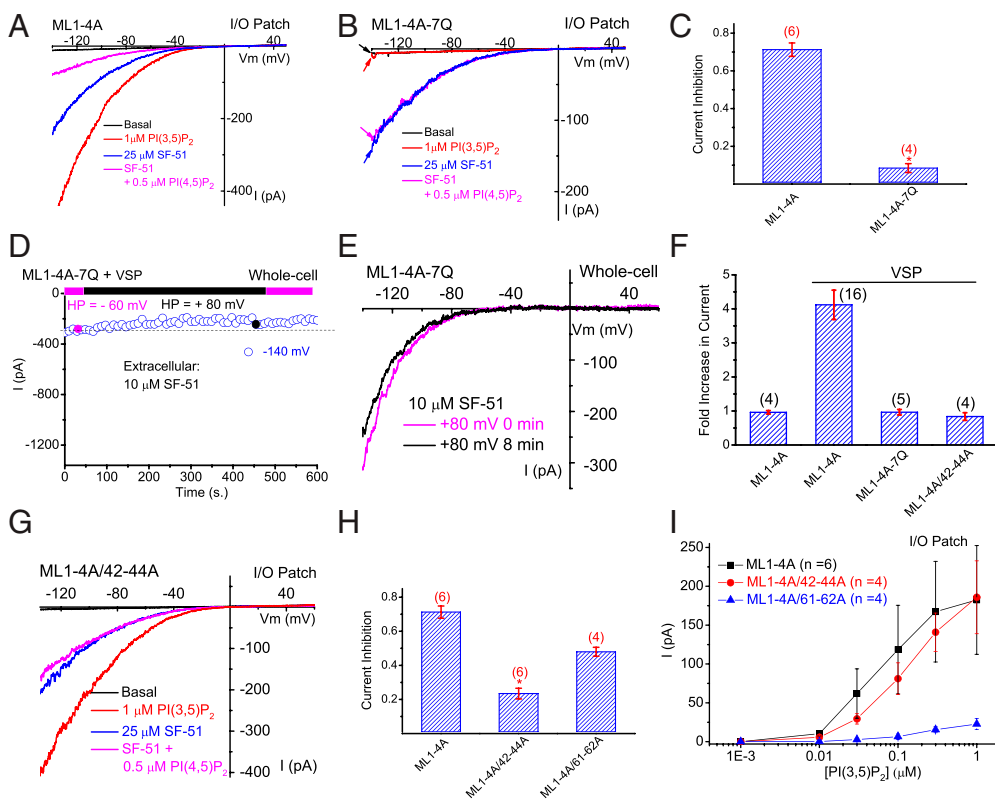 A
ML1-4A
I/O Patch
-120 -80 -40
Vm (mV)
-200
-400
I (pA)
Basal
1μM PI(3,5)P2
25 μM SF-51
SF-51
+ 0.5 μM PI(4,5)P2
B
ML1-4A-7Q
I/O Patch
-120 -80 -40
Vm (mV)
-100
-200
I (pA)
Basal
1μM PI(3,5)P2
25 μM SF-51
SF-51
+ 0.5 μM PI(4,5)P2
C
Current Inhibition
0.8
0.6
0.4
0.2
(6)
(4)
*
ML1-4A
ML1-4A-7Q
D
ML1-4A-7Q + VSP
Whole-cell
HP = - 60 mV
HP = + 80 mV
I (pA)
0
-400
-800
-1200
-140 mV
Extracellular:
10 μM SF-51
0 100 200 300 400 500 600
Time (s.)
E
ML1-4A-7Q
Whole-cell
-120 -80 -40 40
Vm (mV)
-100
-200
-300
I (pA)
10 μM SF-51
+80 mV 0 min
+80 mV 8 min
F
VSP
Fold Increase in Current
5
4
3
2
1
0
(4)
(16)
(5)
(4)
ML1-4A
ML1-4A
ML1-4A-7Q
ML1-4A/42-44A
G
ML1-4A/42-44A
I/O Patch
-120 -80 -40
Vm (mV)
-100
-200
-300
-400
I (pA)
Basal
1 μM PI(3,5)P2
25 μM SF-51
SF-51 +
0.5 μM PI(4,5)P2
H
Current Inhibition
0.8
0.6
0.4
0.2
(6)
(6)
*
(4)
ML1-4A
ML1-4A/42-44A
ML1-4A/61-62A
I
I/O Patch
ML1-4A (n =6)
ML1-4A/42-44A (n =4)
ML1-4A/61-62A (n =4)
I (pA)
250
200
150
100
50
0
1E-3 0.01 0.1 1
[PI(3,5)P2] (μM)